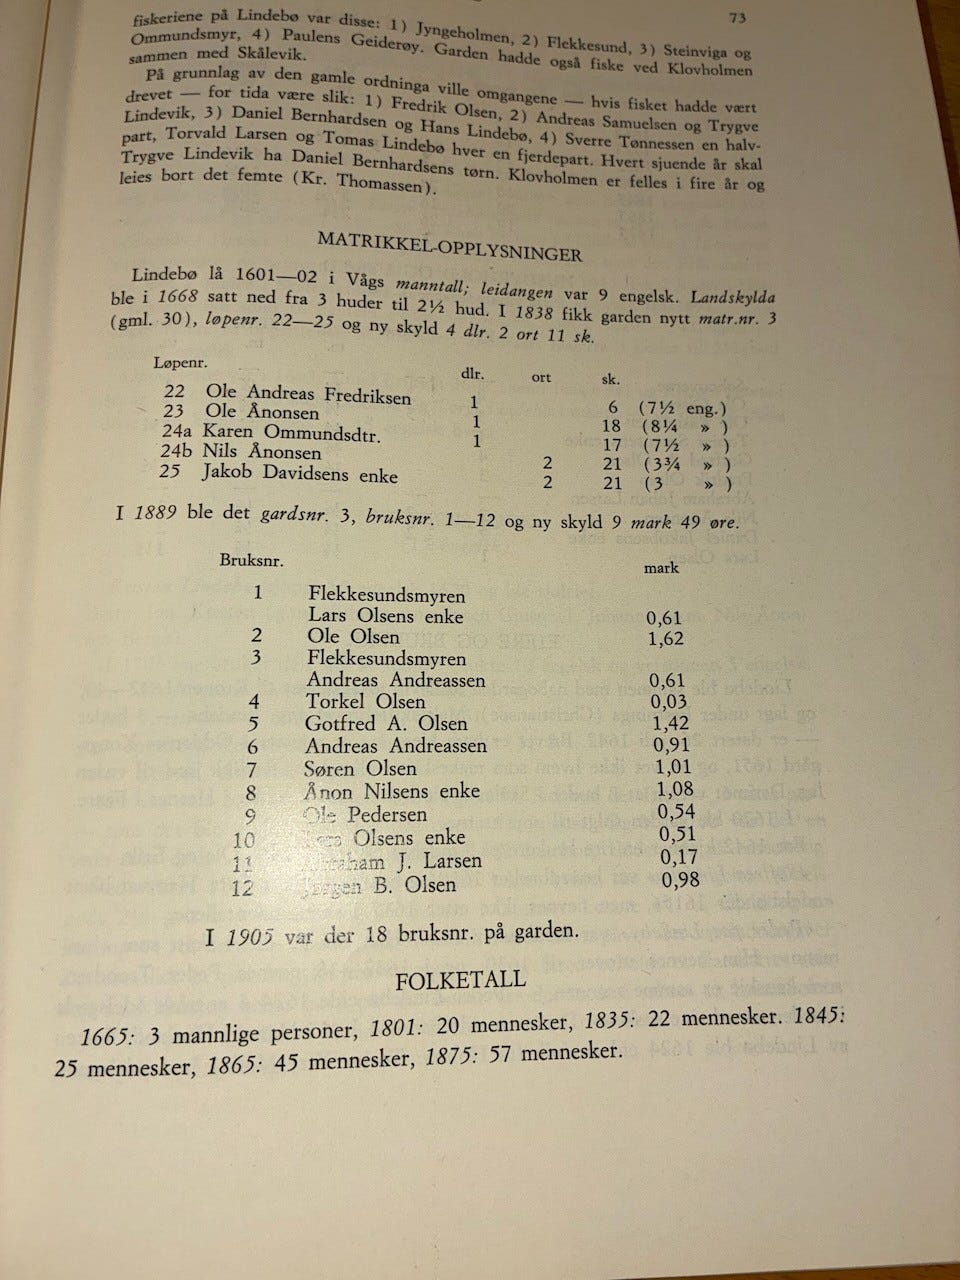 73
fiskeriene på Lindebø var disse: 1) Jyngeholmen, 2) Flekkesund, 3) Steinviga og
Ommundsmyr, 4) Paulens Geiderøy. Garden hadde også fiske ved Klovholmen
sammen med Skålevik.
På grunnlag av den gamle ordninga ville omgangene — hvis fisket hadde vært
drevet — for tida være slik: 1) Fredrik Olsen, 2) Andreas Samuelsen og Trygve
Lindevik, 3) Daniel Bernhardsen og Hans Lindebø, 4) Sverre Tønnessen en halv-
part, Torvald Larsen og Tomas Lindebø hver en fjerdepart. Hvert sjuende år skal
Trygve Lindevik ha Daniel Bernhardsens tørn. Klovholmen er felles i fire år og
leies bort det femte (Kr. Thomassen).
MATRIKKEL-OPPLYSNINGER
Lindebø lå 1601—02 i Vågs manntall; leidangen var 9 engelsk. Landskylda
ble i 1668 satt ned fra 3 huder til 2½ hud. I 1838 fikk garden nytt matr.nr. 3
(gml. 30), løpenr. 22—25 og ny skyld 4 dlr. 2 ort 11 sk.
Løpenr. dlr. ort sk.
22 Ole Andreas Fredriksen 1 6 (7½ eng.)
23 Ole Ånonsen 1 18 (8¼ » )
24a Karen Ommundsdtr. 1 17 (7½ » )
24b Nils Ånonsen 2 21 (3¾ » )
25 Jakob Davidsens enke 2 21 (3 » )
I 1889 ble det gardsnr. 3, bruksnr. 1—12 og ny skyld 9 mark 49 øre.
Bruksnr. mark
1 Flekkesundsmyren
Lars Olsens enke 0,61
2 Ole Olsen 1,62
3 Flekkesundsmyren
Andreas Andreassen 0,61
4 Torkel Olsen 0,03
5 Gotfred A. Olsen 1,42
6 Andreas Andreassen 0,91
7 Søren Olsen 1,01
8 Ånon Nilsens enke 1,08
9 Ole Pedersen 0,54
10 Olsens enke 0,51
11 Abraham J. Larsen 0,17
12 Jørgen B. Olsen 0,98
I 1905 var der 18 bruksnr. på garden.
FOLKETALL
1665: 3 mannlige personer, 1801: 20 mennesker, 1835: 22 mennesker. 1845:
25 mennesker, 1865: 45 mennesker, 1875: 57 mennesker.